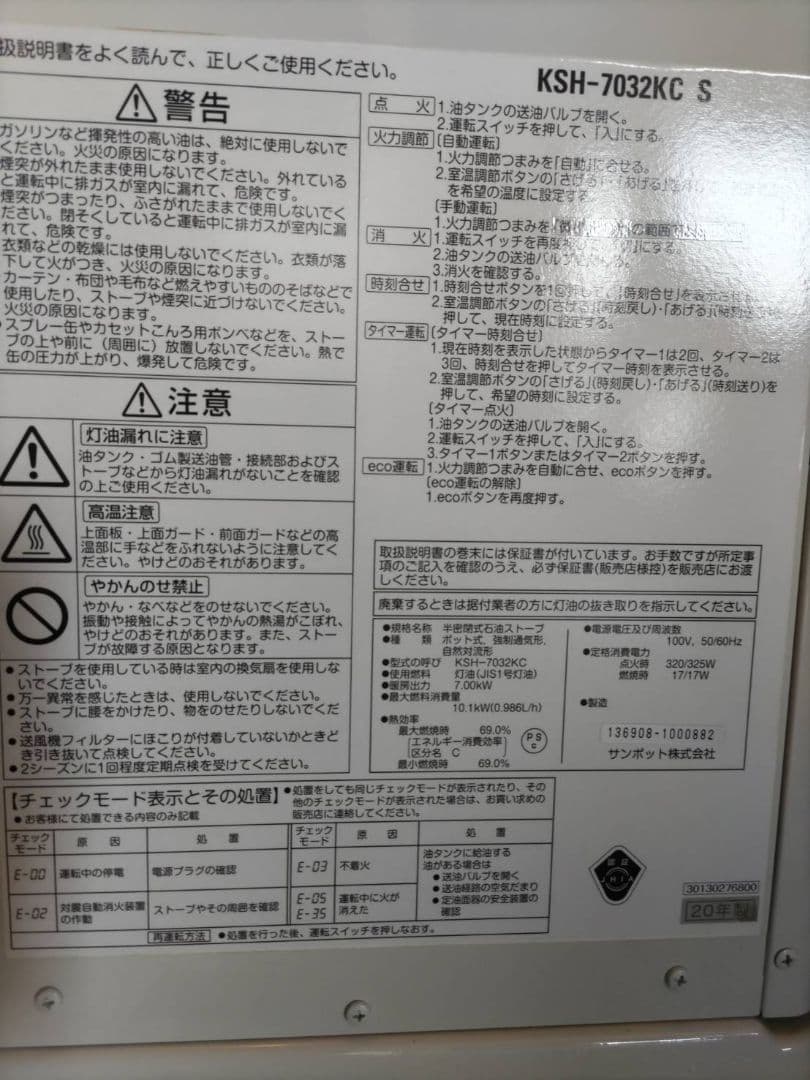 扱説明書をよく読んで、正しくご使用ください。
警告
ガソリンなど揮発性の高い油は、絶対に使用しないで
ください。火災の原因になります。
煙突が外れたまま使用しないでください。外れている
と運転中に排ガスが室内に漏れて、危険です。
煙突がつまったり、ふさがれたままで使用しないでく
ださい。閉そくしていると運転中に排ガスが室内に漏
れて、危険です。
衣類などの乾燥には使用しないでください。衣類が落
下して火がつき、火災の原因になります。
カーテン・布団や毛布など燃えやすいもののそばなどで
使用したり、ストーブや煙突に近づけないでください。
火災の原因になります。
スプレー缶やカセットこんろ用ボンベなどを、ストー
ブの上や前に（周囲に）放置しないでください。熱で
缶の圧力が上がり、爆発して危険です。
注意
灯油漏れに注意
油タンク・ゴム製送油管・接続部およびス
トーブなどから灯油漏れがないことを確認
の上ご使用ください。
高温注意
上面板・上面ガード・前面ガードなどの高
温部に手などをふれないように注意してく
ださい。やけどのおそれがあります。
やかんのせ禁止
やかん・なべなどをのせないでください。
振動や接触によってやかんの熱湯がこぼれ、
やけどのおそれがあります。また、ストー
ブが故障する原因となります。
●ストーブを使用している時は室内の換気扇を使用しな
いでください。
●万一異常を感じたときは、使用しないでください。
●ストーブに腰をかけたり、物をのせたりしないでくだ
さい。
●送風機フィルターにほこりが付着していないかときど
き引き抜いて点検してください。
●2シーズンに1回程度定期点検を受けてください。
KSH-7032KC S
点 火 1.油タンクの送油バルブを開く。
2.運転スイッチを押して、「入」にする。
火力調節 〔自動運転〕
1.火力調節つまみを「自動」に合せる。
2.室温調節ボタンの「さげる」・「あげる」を
を希望の温度に設定する
〔手動運転〕
1.火力調節つまみを の範囲
消 火 1.運転スイッチを再度 にする。
2.油タンクの送油バルブを
3.消火を確認する。
時刻合せ 1.時刻合せボタンを1回押して、「時刻合せ」を表示
2.室温調節ボタンの「さげる」(時刻戻し)・「あげる」(時刻送り
押して、現在時刻に設定する。
タイマー運転 〔タイマー時刻合せ〕
1.現在時刻を表示した状態からタイマー1は2回、タイマー2は
3回、時刻合せを押してタイマー時刻を表示させる。
2.室温調節ボタンの「さげる」(時刻戻し)・「あげる」(時刻送り)を
押して、希望の時刻に設定する。
〔タイマー点火〕
1.油タンクの送油バルブを開く。
2.運転スイッチを押して、「入」にする。
3.タイマー1ボタンまたはタイマー2ボタンを押す。
eco運転 1.火力調節つまみを自動に合せ、ecoボタンを押す。
〔eco運転の解除〕
1.ecoボタンを再度押す。
取扱説明書の巻末には保証書が付いています。お手数ですが所定事
項のご記入を確認のうえ、必ず保証書(販売店様控)を販売店にお渡
しください。
廃棄するときは据付業者の方に灯油の抜き取りを指示してください。
●規格名称 半密閉式石油ストーブ
●種 類 ポット式、強制通気形、
自然対流形
●型式の呼び KSH-7032KC
●使用燃料 灯油(JIS1号灯油)
●暖房出力 7.00kW
●最大燃料消費量
10.1kW(0.986L/h)
●熱効率
最大燃焼時 69.0%
[エネルギー消費効率]
[区分名 C ]
最小燃焼時 69.0%
PSC
●電源電圧及び周波数
100V, 50/60Hz
●定格消費電力
点火時 320/325W
燃焼時 17/17W
●製造
136908-1000882
サンポット株式会社
【チェックモード表示とその処置】
●お客様にて処置できる内容のみ記載
●処置をしても同じチェックモードが表示されたり、その
他のチェックモードが表示された場合は、お買い求めの
販売店に連絡してください。
チェックモード 原 因 処 置
E-00 運転中の停電 電源プラグの確認
E-02 対震自動消火装置の作動 ストーブやその周囲を確認
チェックモード 原 因 処 置
E-03 不着火
E-05 E-35 運転中に火が消えた
油タンクに給油する
油がある場合は
●送油バルブを開く
●送油経路の空気だまり
●定油面器の安全装置の
確認
再運転方法 ●処置を行った後、運転スイッチを押しなおす。
認証
JHIA
30130276800
20年製